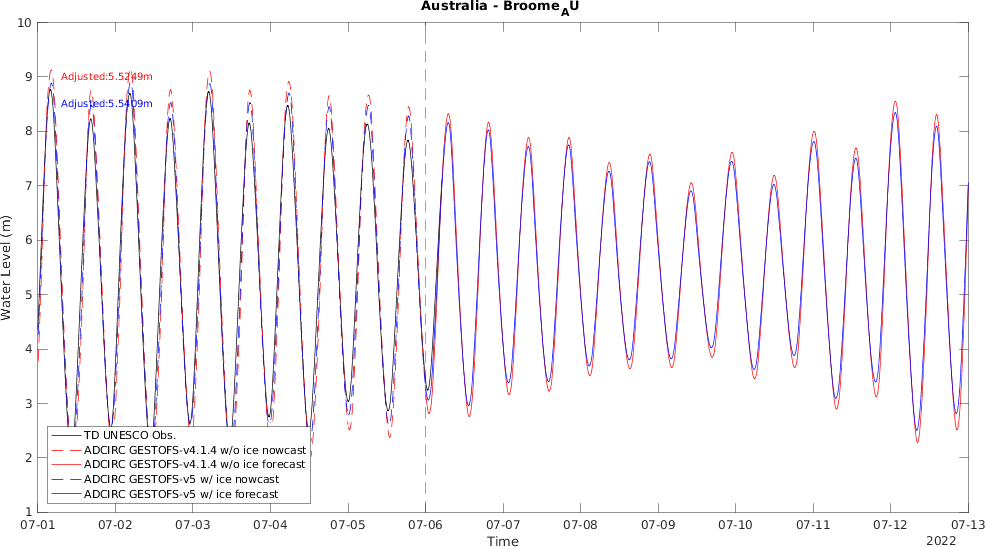 Australia - Broome_AU
10
9
8
7
6
5
4
3
2
1
Water Level (m)
Adjusted:5.5249m
Adjusted:5.5409m
TD UNESCO Obs.
ADCIRC GESTOFS-v4.1.4 w/o ice nowcast
ADCIRC GESTOFS-v4.1.4 w/o ice forecast
ADCIRC GESTOFS-v5 w/ ice nowcast
ADCIRC GESTOFS-v5 w/ ice forecast
07-01 07-02 07-03 07-04 07-05 07-06 07-07 07-08 07-09 07-10 07-11 07-12 07-13
Time
2022